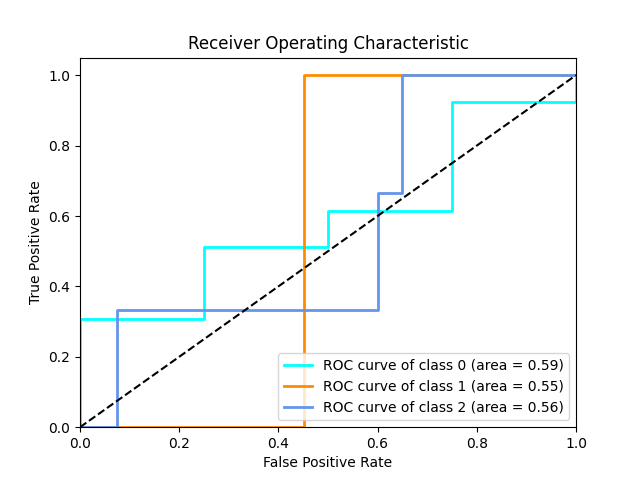 Receiver Operating Characteristic
True Positive Rate
1.0
0.8
0.6
0.4
0.2
0.0
ROC curve of class 0 (area = 0.59)
ROC curve of class 1 (area = 0.55)
ROC curve of class 2 (area = 0.56)
0.0 0.2 0.4 0.6 0.8 1.0
False Positive Rate